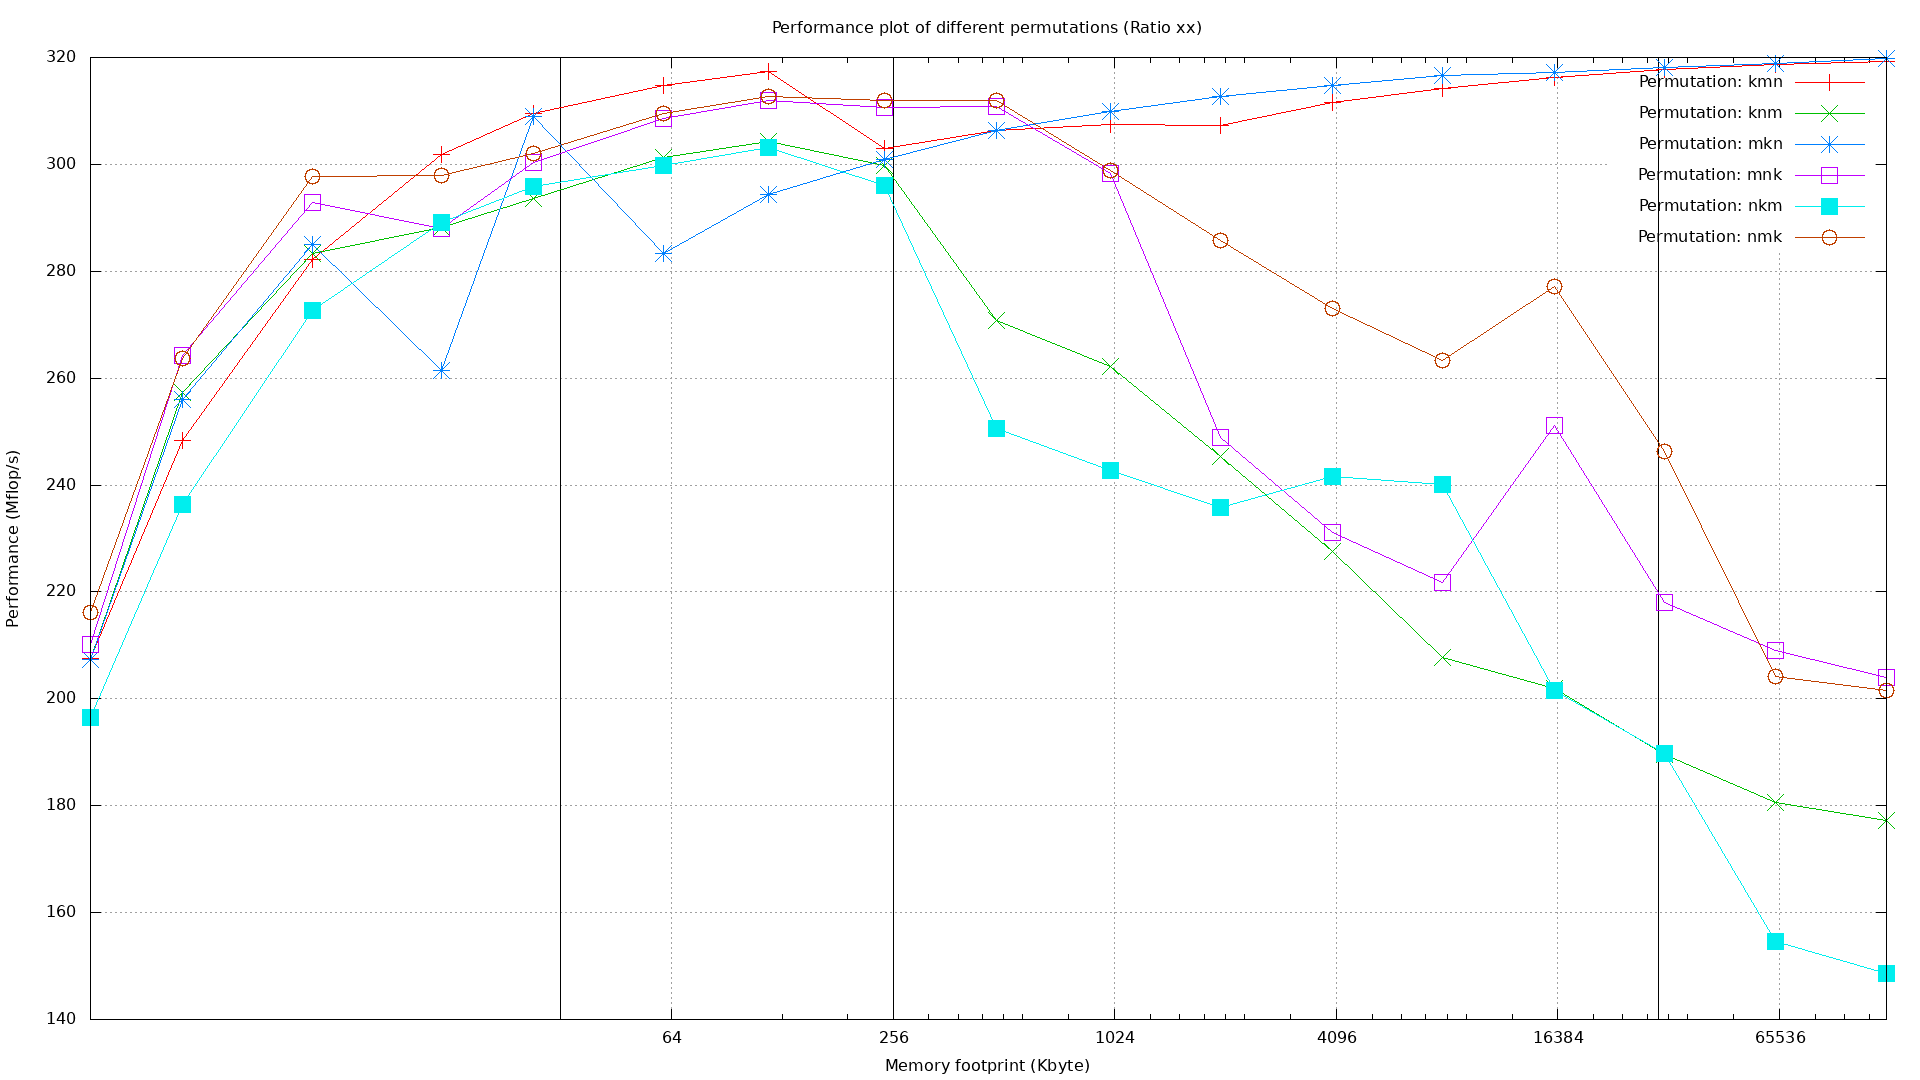 Performance plot of different permutations (Ratio xx)
320
300
280
260
240
220
200
180
160
140
Performance (Mflop/s)
Permutation: kmn
Permutation: knm
Permutation: mkn
Permutation: mnk
Permutation: nkm
Permutation: nmk
64 256 1024 4096 16384 65536
Memory footprint (Kbyte)